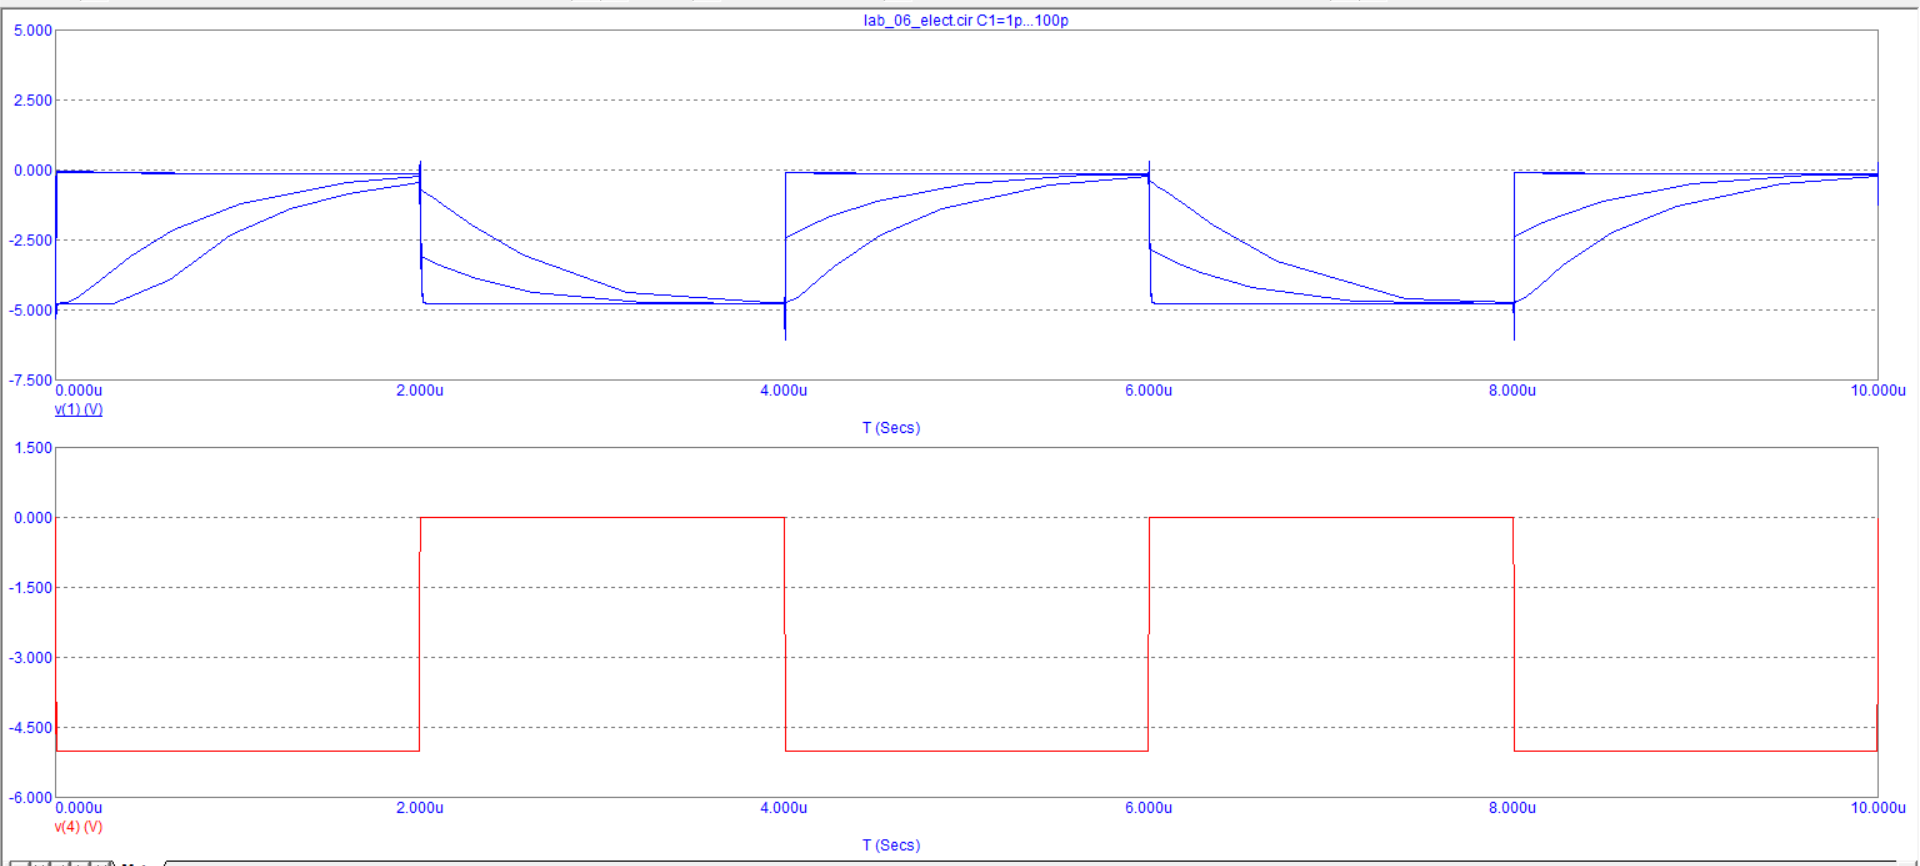 lab_06_elect.cir C1=1p...100p
5.000
2.500
0.000
-2.500
-5.000
-7.500
0.000u 2.000u 4.000u 6.000u 8.000u 10.000u
v(1) (V)
T (Secs)
1.500
0.000
-1.500
-3.000
-4.500
-6.000
0.000u 2.000u 4.000u 6.000u 8.000u 10.000u
v(4) (V)
T (Secs)